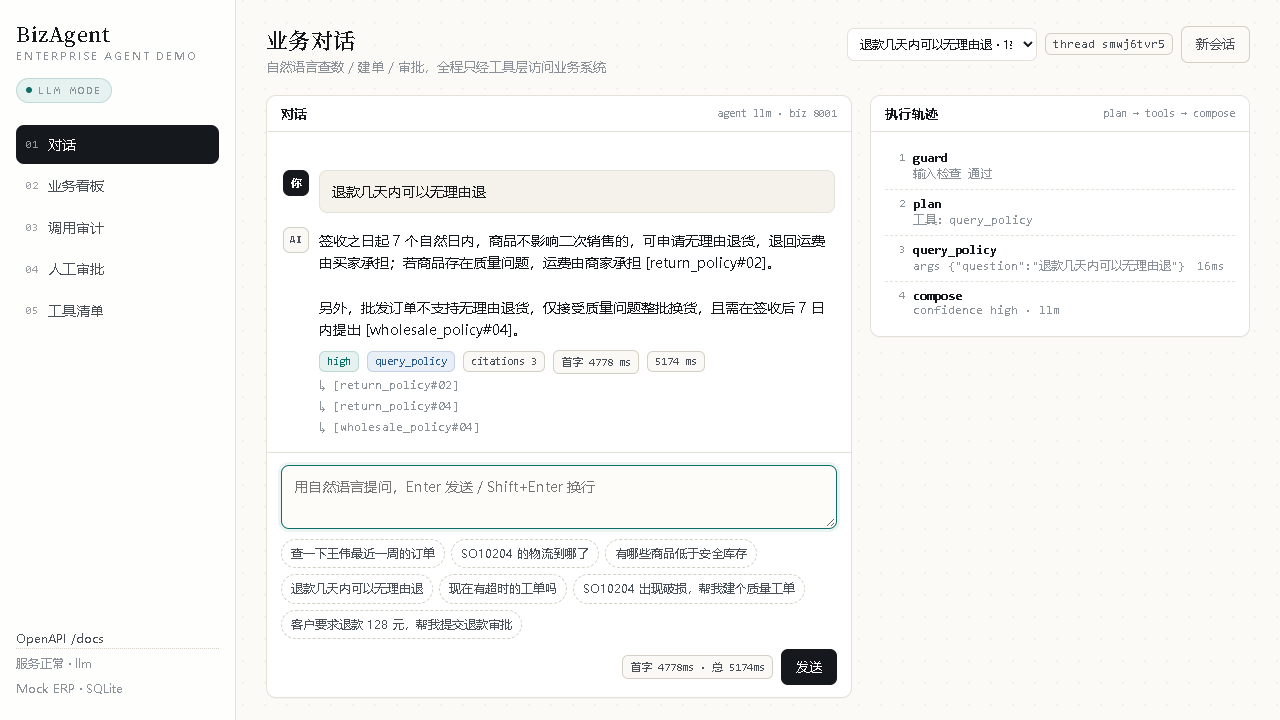 BizAgent
ENTERPRISE AGENT DEMO
LLM MODE
01 对话
02 业务看板
03 调用审计
04 人工审批
05 工具清单
OpenAPI /docs
服务正常 · llm
Mock ERP · SQLite
业务对话
自然语言查数 / 建单 / 审批，全程只经工具层访问业务系统
退款几天内可以无理由退 · 1
thread smwj6tvr5
新会话
对话
agent llm · biz 8001
你
退款几天内可以无理由退
AI
签收之日起 7 个自然日内，商品不影响二次销售的，可申请无理由退货，退回运费
由买家承担；若商品存在质量问题，运费由商家承担 [return_policy#02]。
另外，批发订单不支持无理由退货，仅接受质量问题整批换货，且需在签收后 7 日
内提出 [wholesale_policy#04]。
high
query_policy
citations 3
首字 4778 ms
5174 ms
↳ [return_policy#02]
↳ [return_policy#04]
↳ [wholesale_policy#04]
用自然语言提问，Enter 发送 / Shift+Enter 换行
查一下王伟最近一周的订单
SO10204 的物流到哪了
有哪些商品低于安全库存
退款几天内可以无理由退
现在有超时的工单吗
SO10204 出现破损，帮我建个质量工单
客户要求退款 128 元，帮我提交退款审批
首字 4778ms · 总 5174ms
发送
执行轨迹
plan → tools → compose
1 guard
输入检查 通过
2 plan
工具: query_policy
3 query_policy
args {"question":"退款几天内可以无理由退"} 16ms
4 compose
confidence high · llm